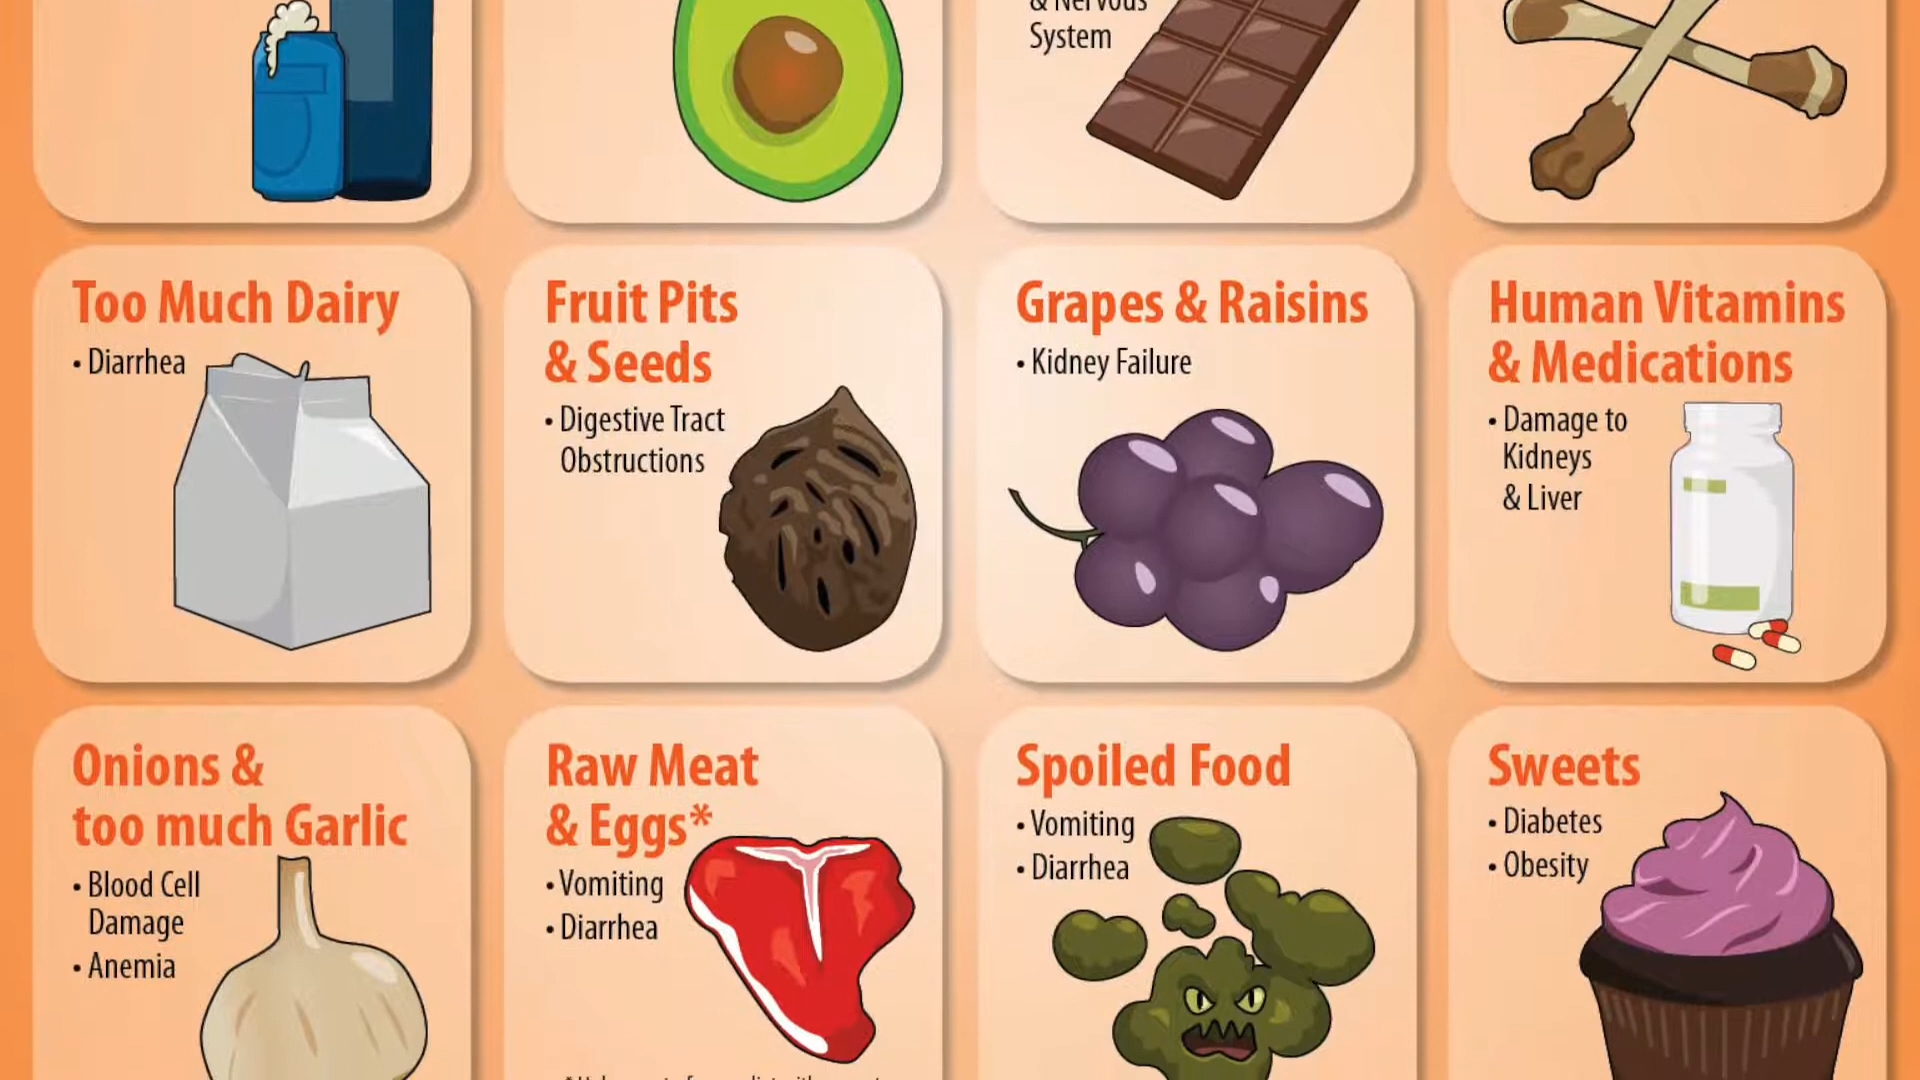 & Nervous
System
Too Much Dairy
• Diarrhea
Fruit Pits
& Seeds
• Digestive Tract
Obstructions
Grapes & Raisins
• Kidney Failure
Human Vitamins
& Medications
• Damage to
Kidneys
& Liver
Onions &
too much Garlic
• Blood Cell
Damage
• Anemia
Raw Meat
& Eggs*
• Vomiting
• Diarrhea
Spoiled Food
• Vomiting
• Diarrhea
Sweets
• Diabetes
• Obesity